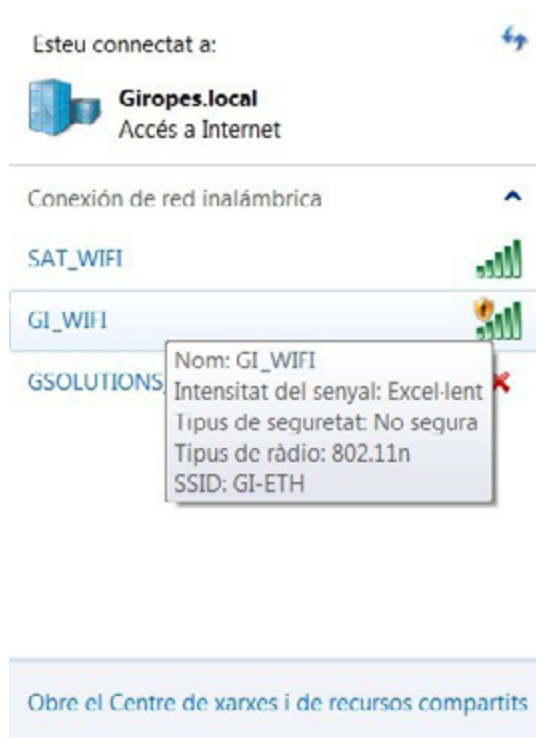 Esteu connectat a:
Giropes.local
Accés a Internet
Conexión de red inalámbrica
SAT_WIFI
GI_WIFI
GSOLUTIONS_
Nom: GI_WIFI
Intensitat del senyal: Excel·lent
Tipus de seguretat: No segura
Tipus de ràdio: 802.11n
SSID: GI-ETH
Obre el Centre de xarxes i de recursos compartits